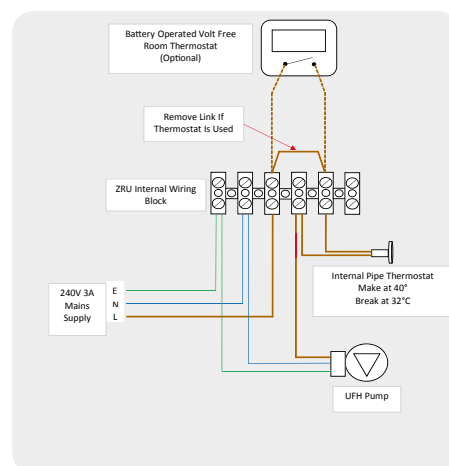 Battery Operated Volt Free
Room Thermostat
(Optional)
Remove Link If
Thermostat Is Used
ZRU Internal Wiring
Block
Internal Pipe Thermostat
Make at 40°
Break at 32°C
240V 3A
Mains
Supply
E
N
L
UFH Pump